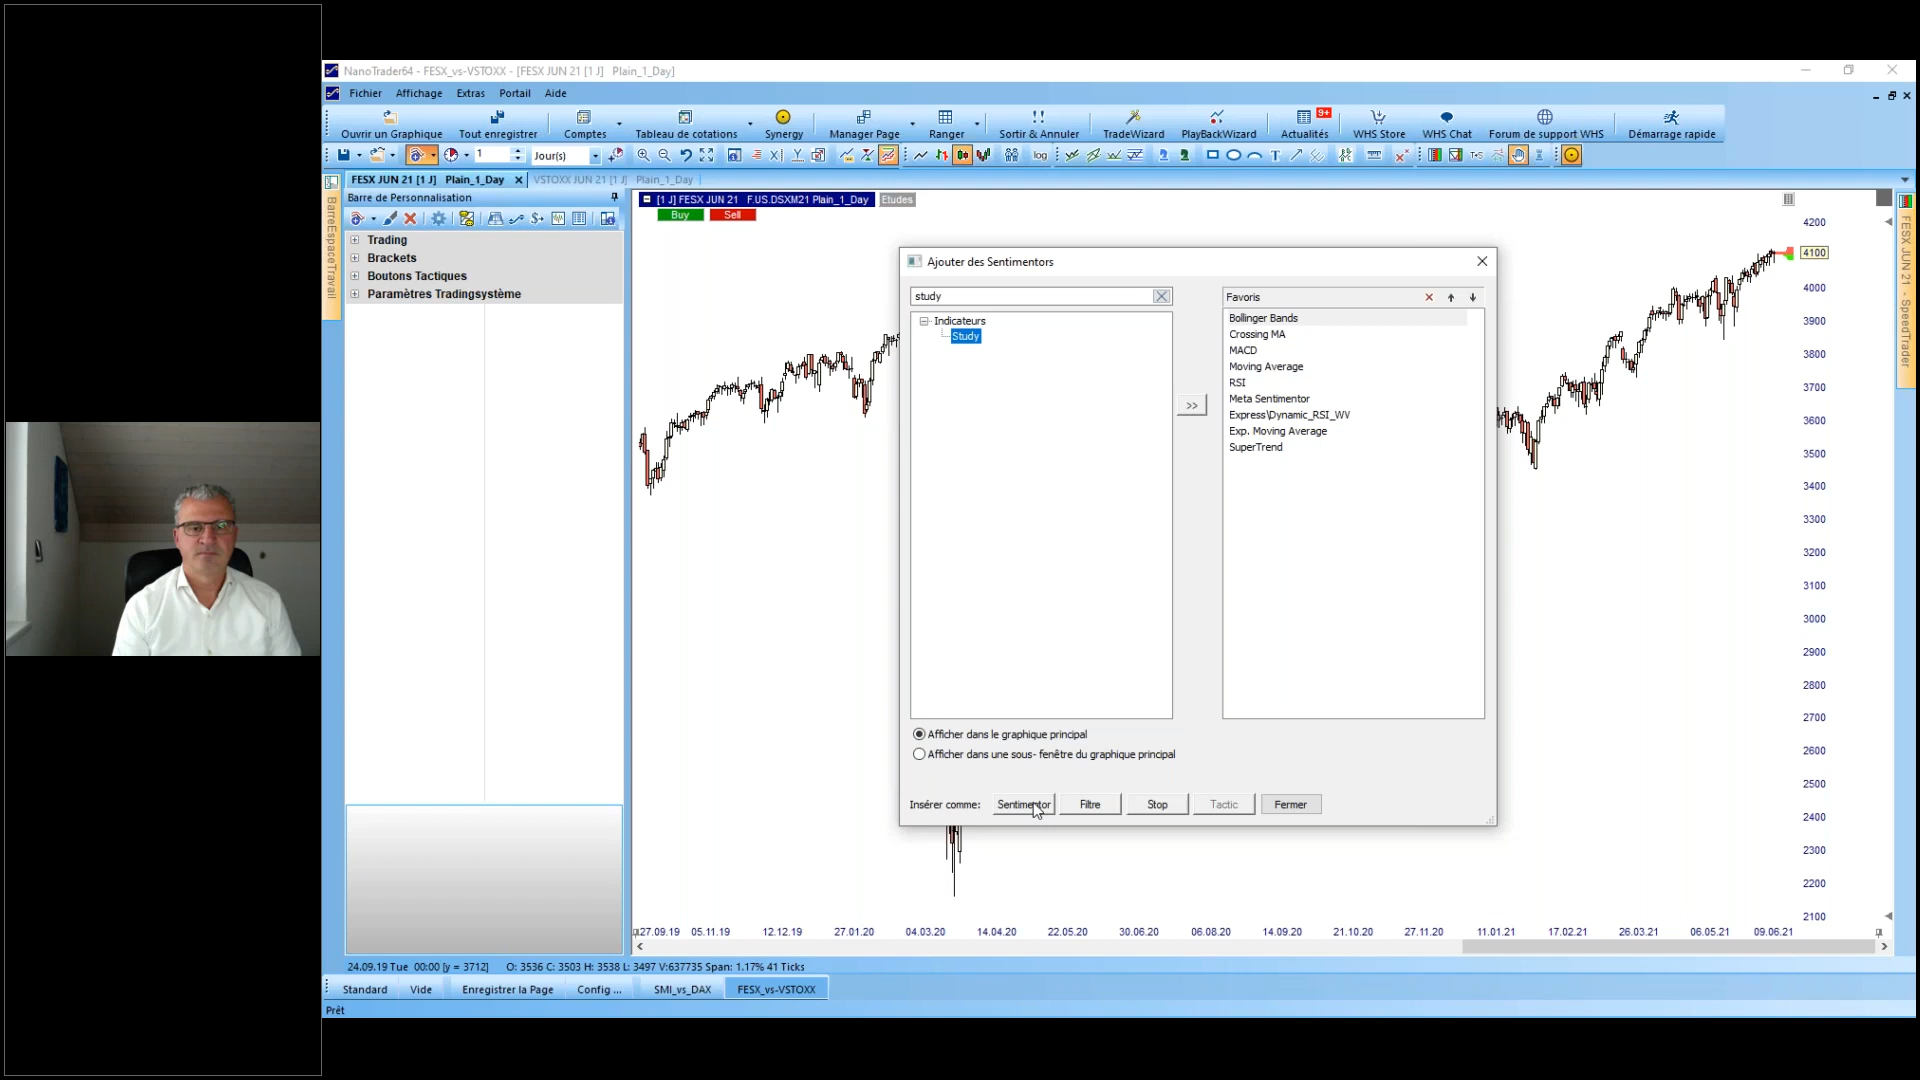 NanoTrader64 - FESX_vs-VSTOXX - [FESX JUN 21 [1 J] Plain_1_Day]
Fichier Affichage Extras Portail Aide
Ouvrir un Graphique Tout enregistrer Comptes Tableau de cotations Synergy Manager Page Ranger Sortir & Annuler TradeWizard PlayBackWizard Actualités 9+ WHS Store WHS Chat Forum de support WHS Démarrage rapide
1 Jour(s) log
FESX JUN 21 [1 J] Plain_1_Day VSTOXX JUN 21 [1 J] Plain_1_Day
Barre de Personnalisation
BarreEspaceTravail
Trading
Brackets
Boutons Tactiques
Paramètres Tradingsystème
[1 J] FESX JUN 21 F.US.DSXM21 Plain_1_Day Etudes
Buy Sell
Ajouter des Sentimentors
study
Indicateurs
Study
>>
Favoris
Bollinger Bands
Crossing MA
MACD
Moving Average
RSI
Meta Sentimentor
Express\Dynamic_RSI_WV
Exp. Moving Average
SuperTrend
Afficher dans le graphique principal
Afficher dans une sous- fenêtre du graphique principal
Insérer comme: Sentimentor Filtre Stop Tactic Fermer
4200
4100
4000
3900
3800
3700
3600
3500
3400
3300
3200
3100
3000
2900
2800
2700
2600
2500
2400
2300
2200
2100
FESX JUN 21 - SpeedTrader
27.09.19 05.11.19 12.12.19 27.01.20 04.03.20 14.04.20 22.05.20 30.06.20 06.08.20 14.09.20 21.10.20 27.11.20 11.01.21 17.02.21 26.03.21 06.05.21 09.06.21
24.09.19 Tue 00:00 [y = 3712] O: 3536 C: 3503 H: 3538 L: 3497 V:637735 Span: 1.17% 41 Ticks
Standard Vide Enregistrer la Page Config ... SMI_vs_DAX FESX_vs-VSTOXX
Prêt